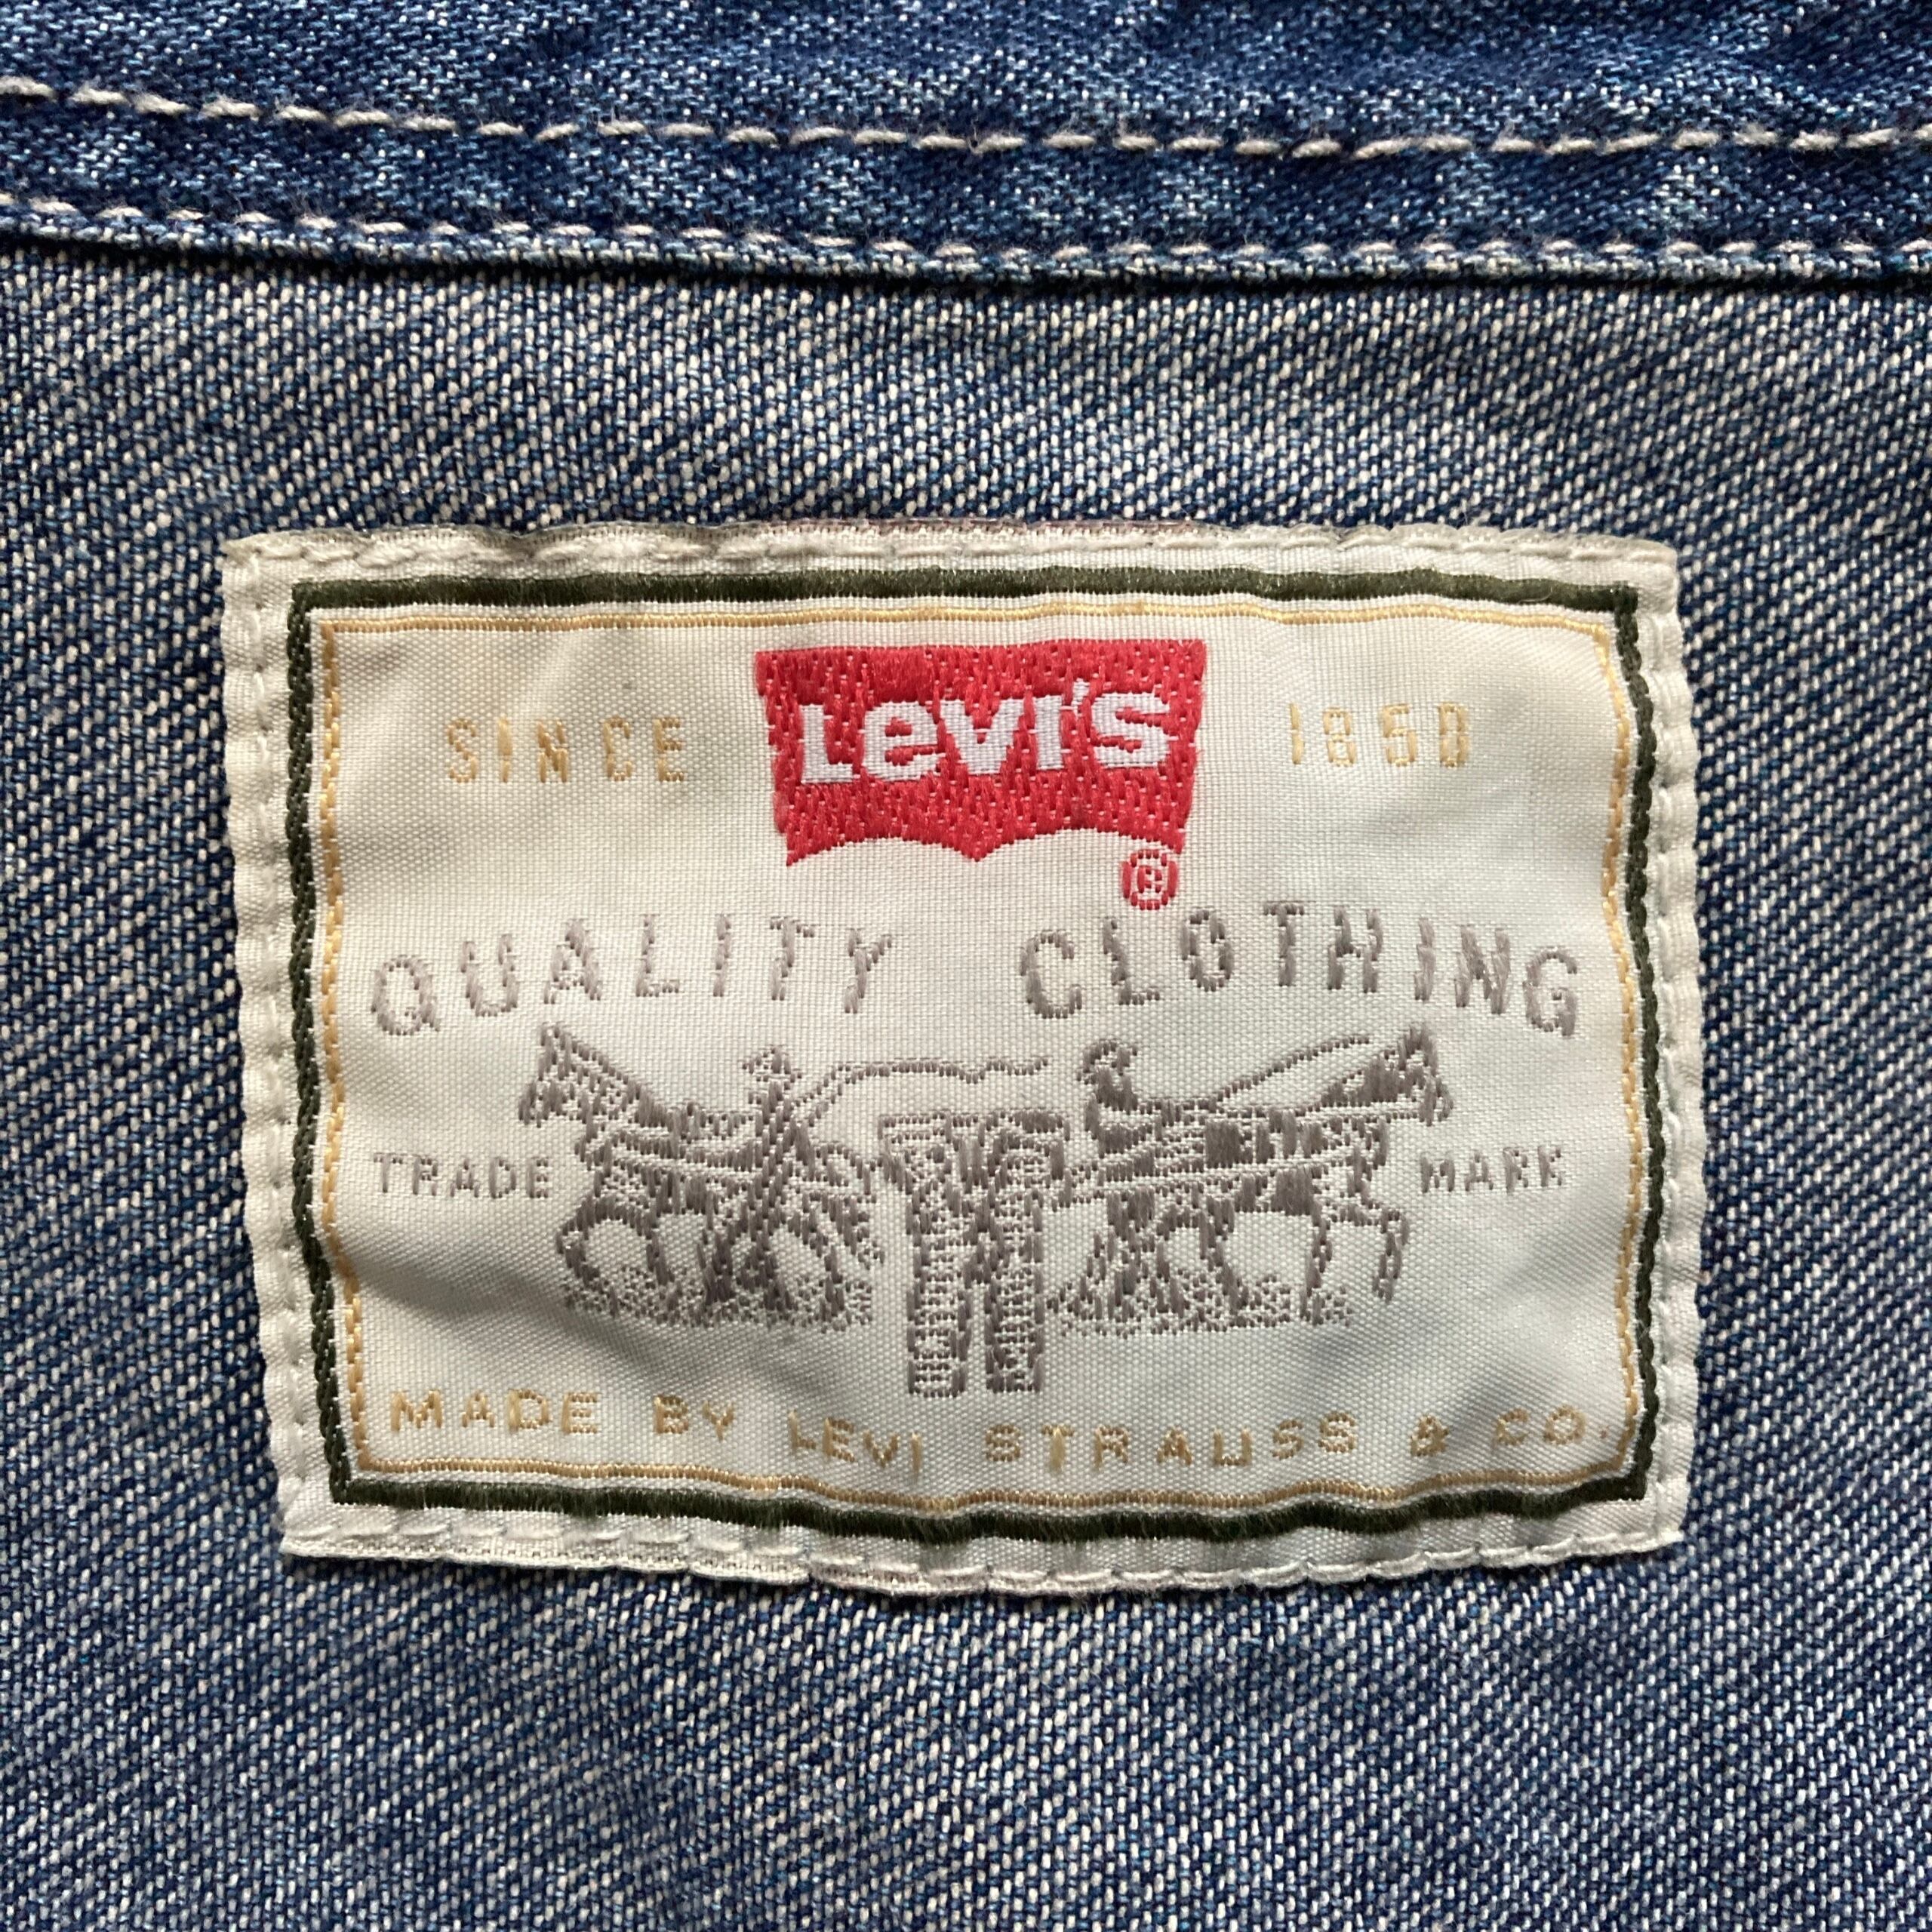 SINCE Levi's 1850
®
QUALITY CLOTHING
TRADE MARK
MADE BY LEVI STRAUSS & CO.